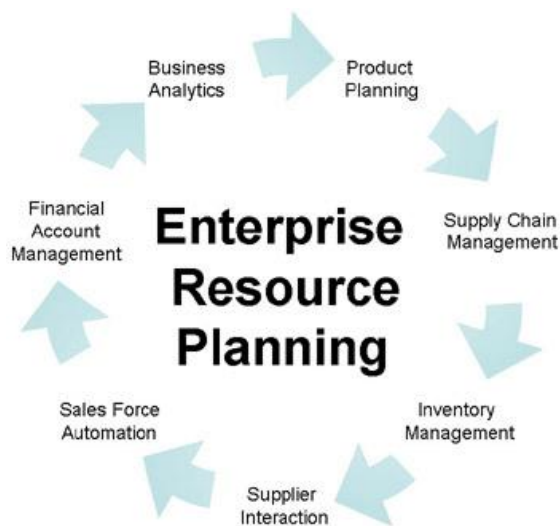 Business
Analytics
Product
Planning
Financial
Account
Management
Enterprise
Resource
Planning
Supply Chain
Management
Sales Force
Automation
Inventory
Management
Supplier
Interaction